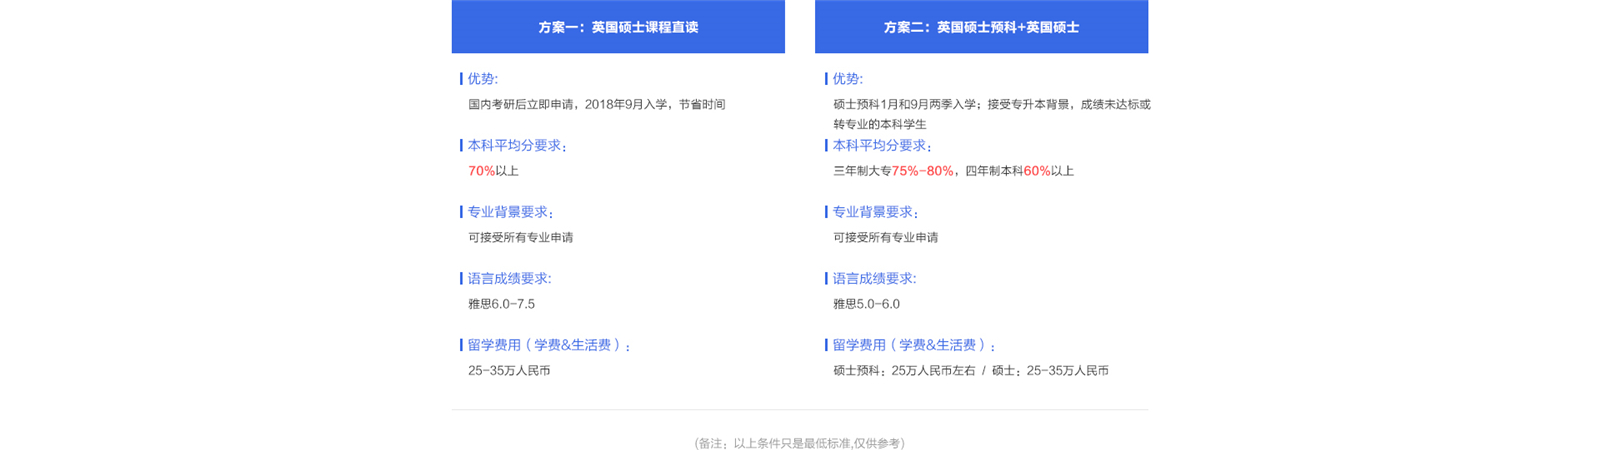 方案一：英国硕士课程直读
优势:
国内考研后立即申请，2018年9月入学，节省时间
本科平均分要求：
70%以上
专业背景要求：
可接受所有专业申请
语言成绩要求:
雅思6.0-7.5
留学费用（学费&生活费）：
25-35万人民币
方案二：英国硕士预科+英国硕士
优势:
硕士预科1月和9月两季入学；接受专升本背景，成绩未达标或
转专业的本科学生
本科平均分要求：
三年制大专75%-80%，四年制本科60%以上
专业背景要求：
可接受所有专业申请
语言成绩要求:
雅思5.0-6.0
留学费用（学费&生活费）：
硕士预科：25万人民币左右 / 硕士：25-35万人民币
(备注：以上条件只是最低标准,仅供参考)